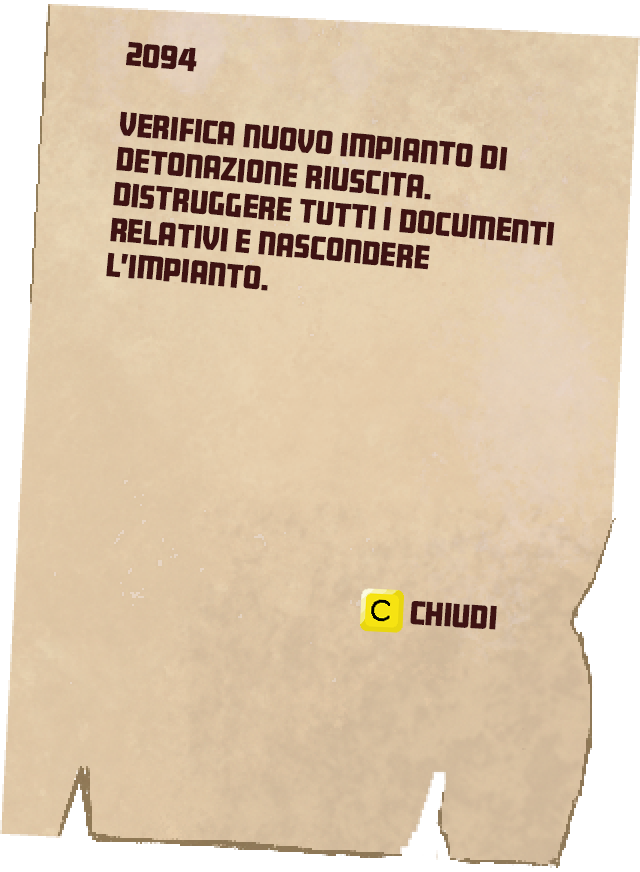 2094
VERIFICA NUOVO IMPIANTO DI
DETONAZIONE RIUSCITA.
DISTRUGGERE TUTTI I DOCUMENTI
RELATIVI E NASCONDERE
L'IMPIANTO.
C CHIUDI